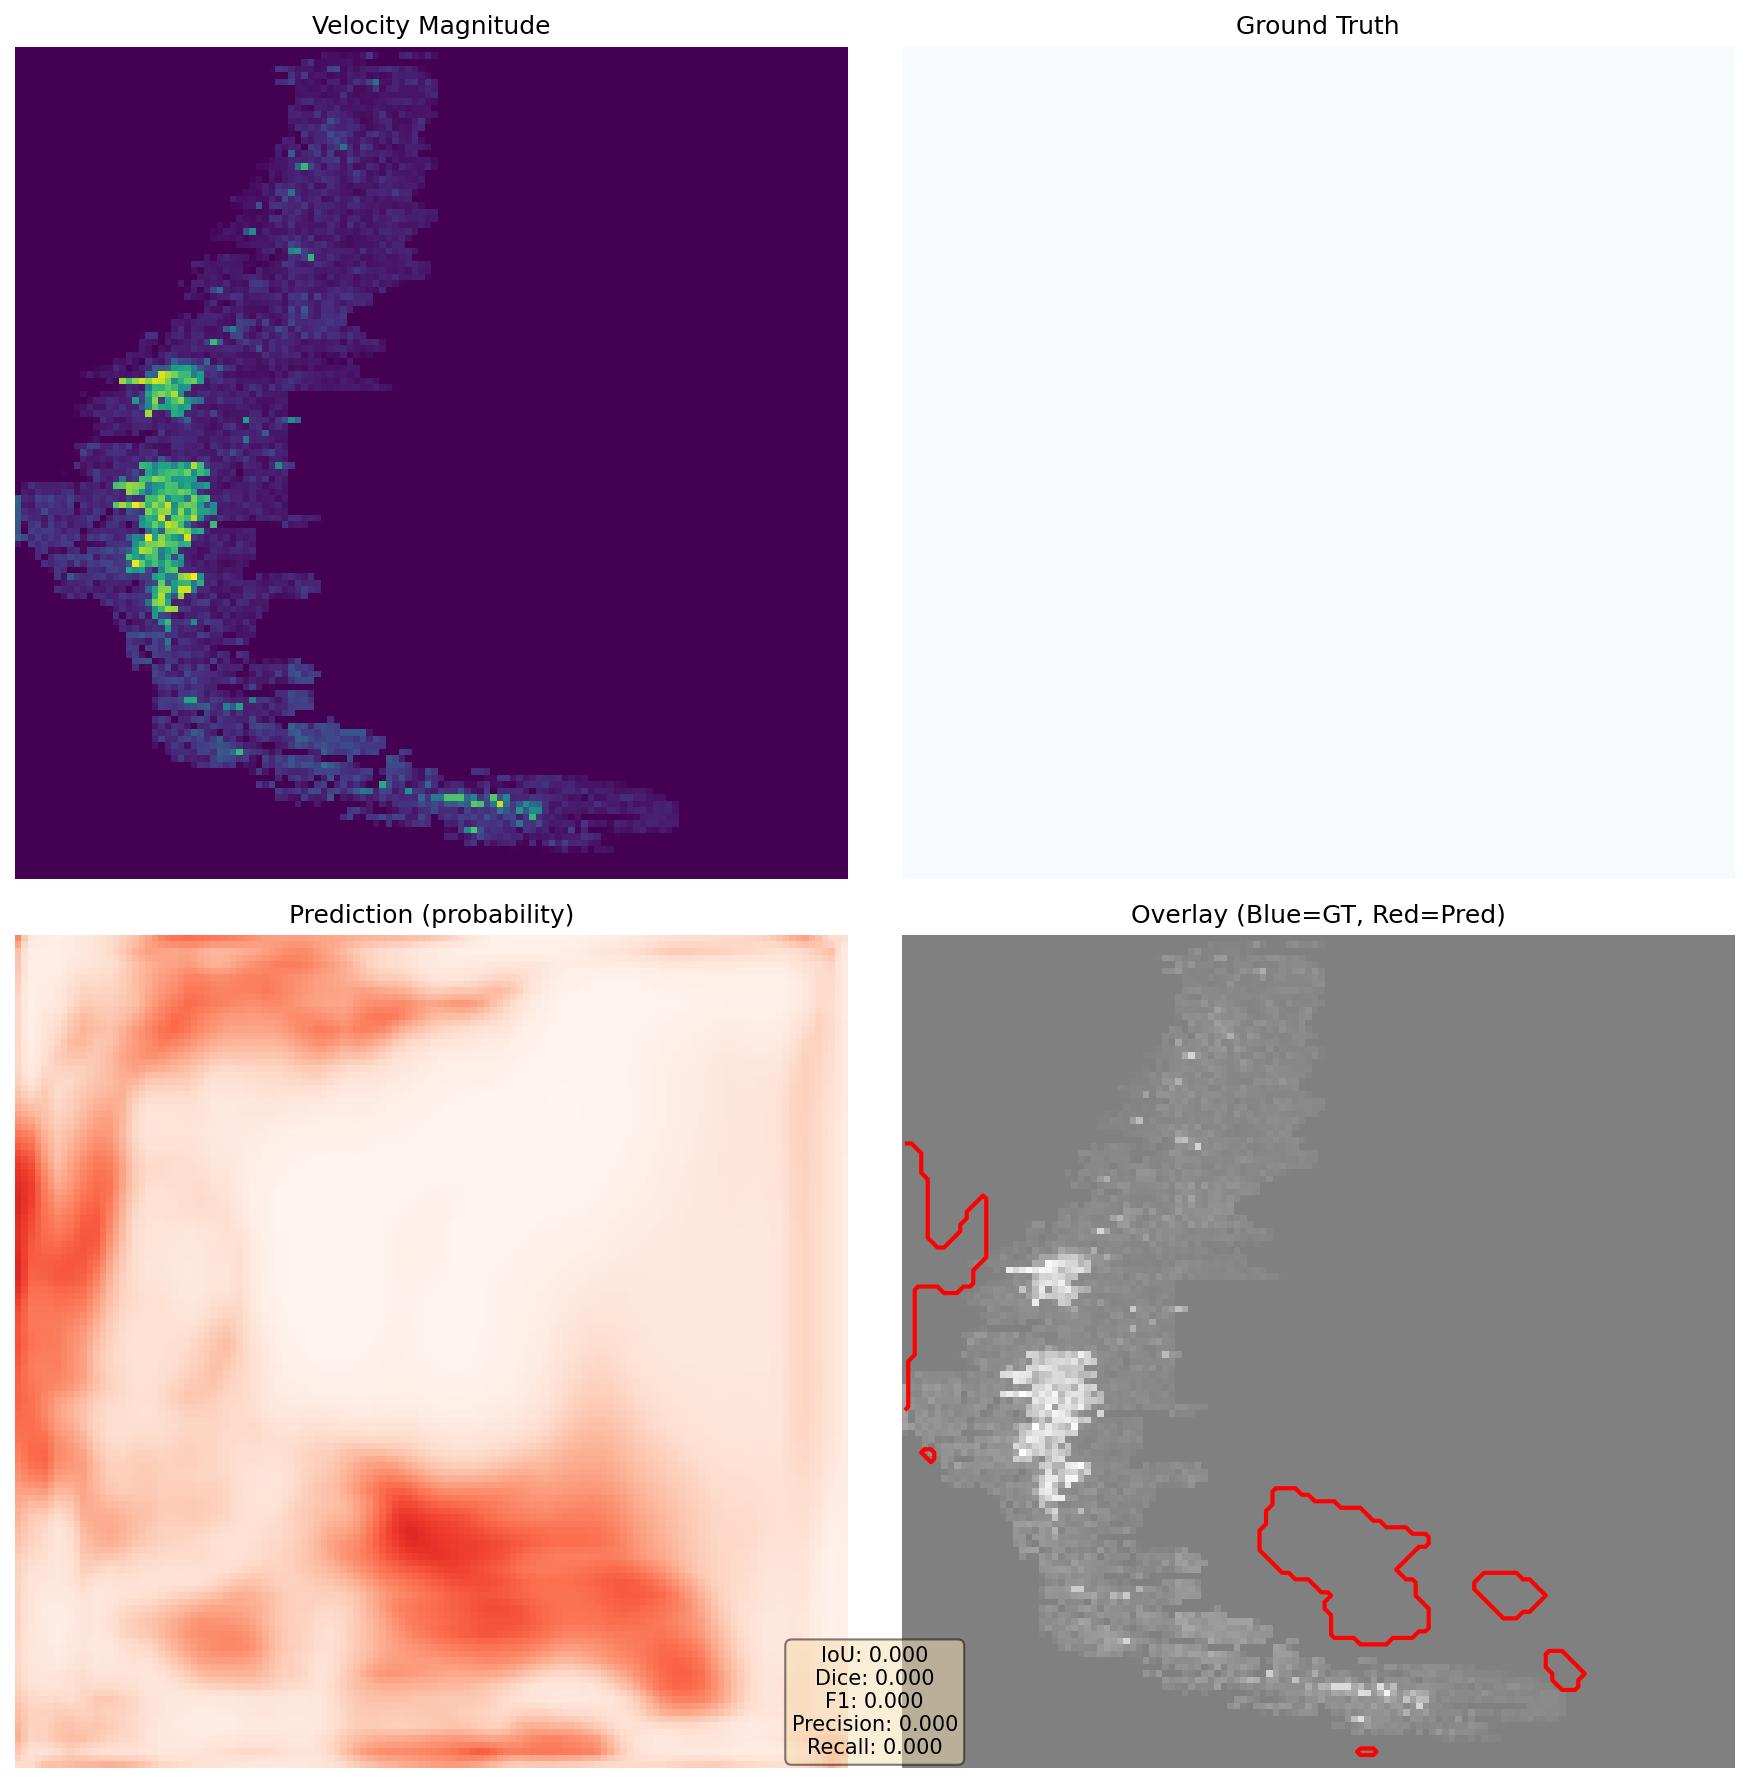 Velocity Magnitude
Ground Truth
Prediction (probability)
Overlay (Blue=GT, Red=Pred)
IoU: 0.000
Dice: 0.000
F1: 0.000
Precision: 0.000
Recall: 0.000